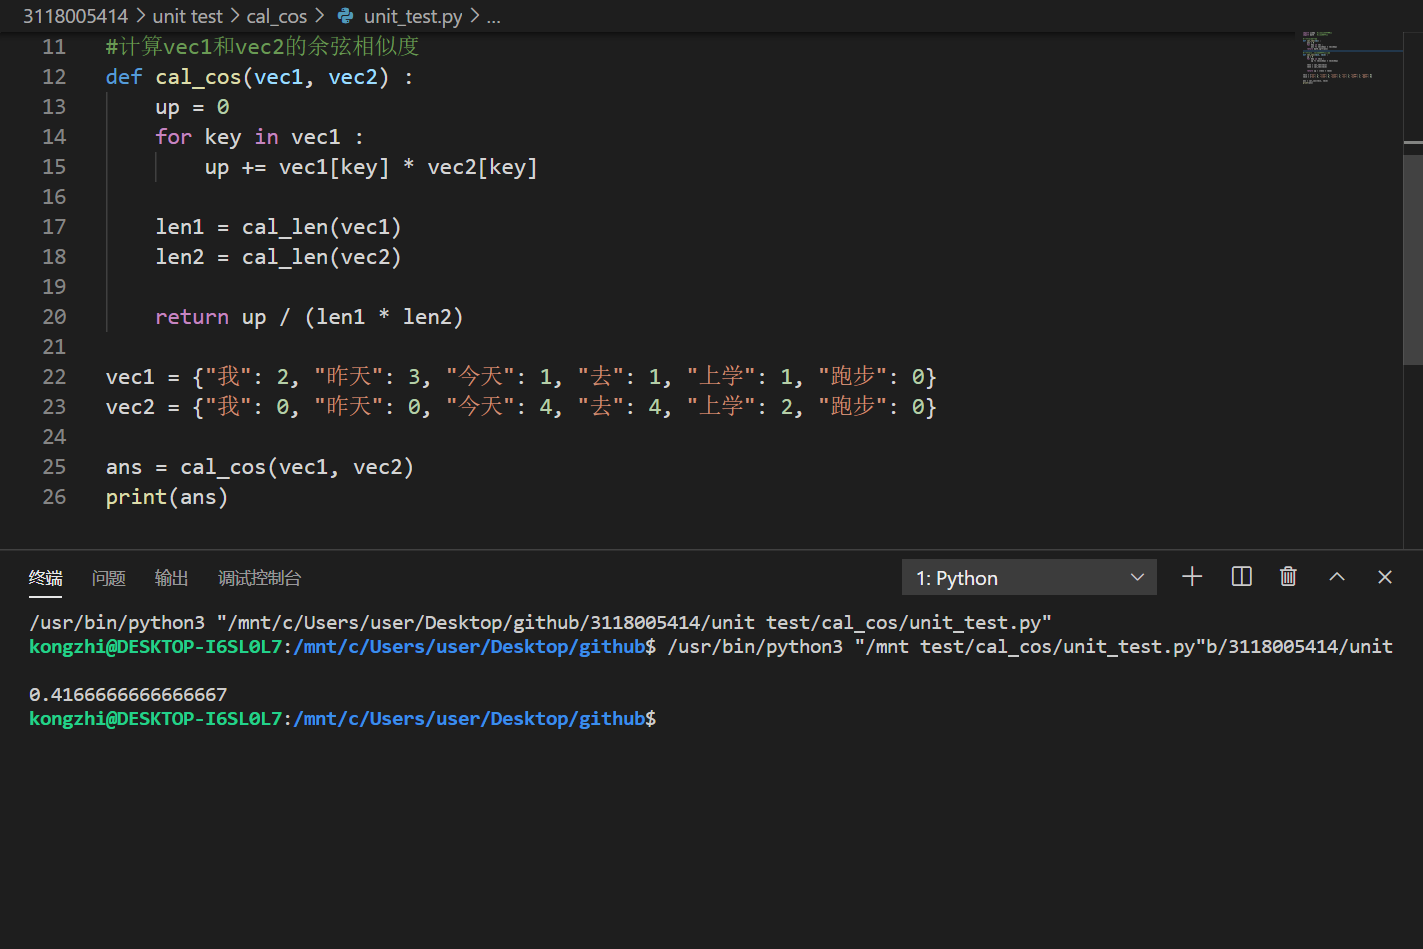 3118005414 > unit test > cal_cos > unit_test.py > ...
11 #计算vec1和vec2的余弦相似度
12 def cal_cos(vec1, vec2) :
13 up = 0
14 for key in vec1 :
15 up += vec1[key] * vec2[key]
16
17 len1 = cal_len(vec1)
18 len2 = cal_len(vec2)
19
20 return up / (len1 * len2)
21
22 vec1 = {"我": 2, "昨天": 3, "今天": 1, "去": 1, "上学": 1, "跑步": 0}
23 vec2 = {"我": 0, "昨天": 0, "今天": 4, "去": 4, "上学": 2, "跑步": 0}
24
25 ans = cal_cos(vec1, vec2)
26 print(ans)
终端 问题 输出 调试控制台 1: Python
/usr/bin/python3 "/mnt/c/Users/user/Desktop/github/3118005414/unit test/cal_cos/unit_test.py"
kongzhi@DESKTOP-I6SL0L7:/mnt/c/Users/user/Desktop/github$ /usr/bin/python3 "/mnt test/cal_cos/unit_test.py"b/3118005414/unit
0.4166666666666667
kongzhi@DESKTOP-I6SL0L7:/mnt/c/Users/user/Desktop/github$